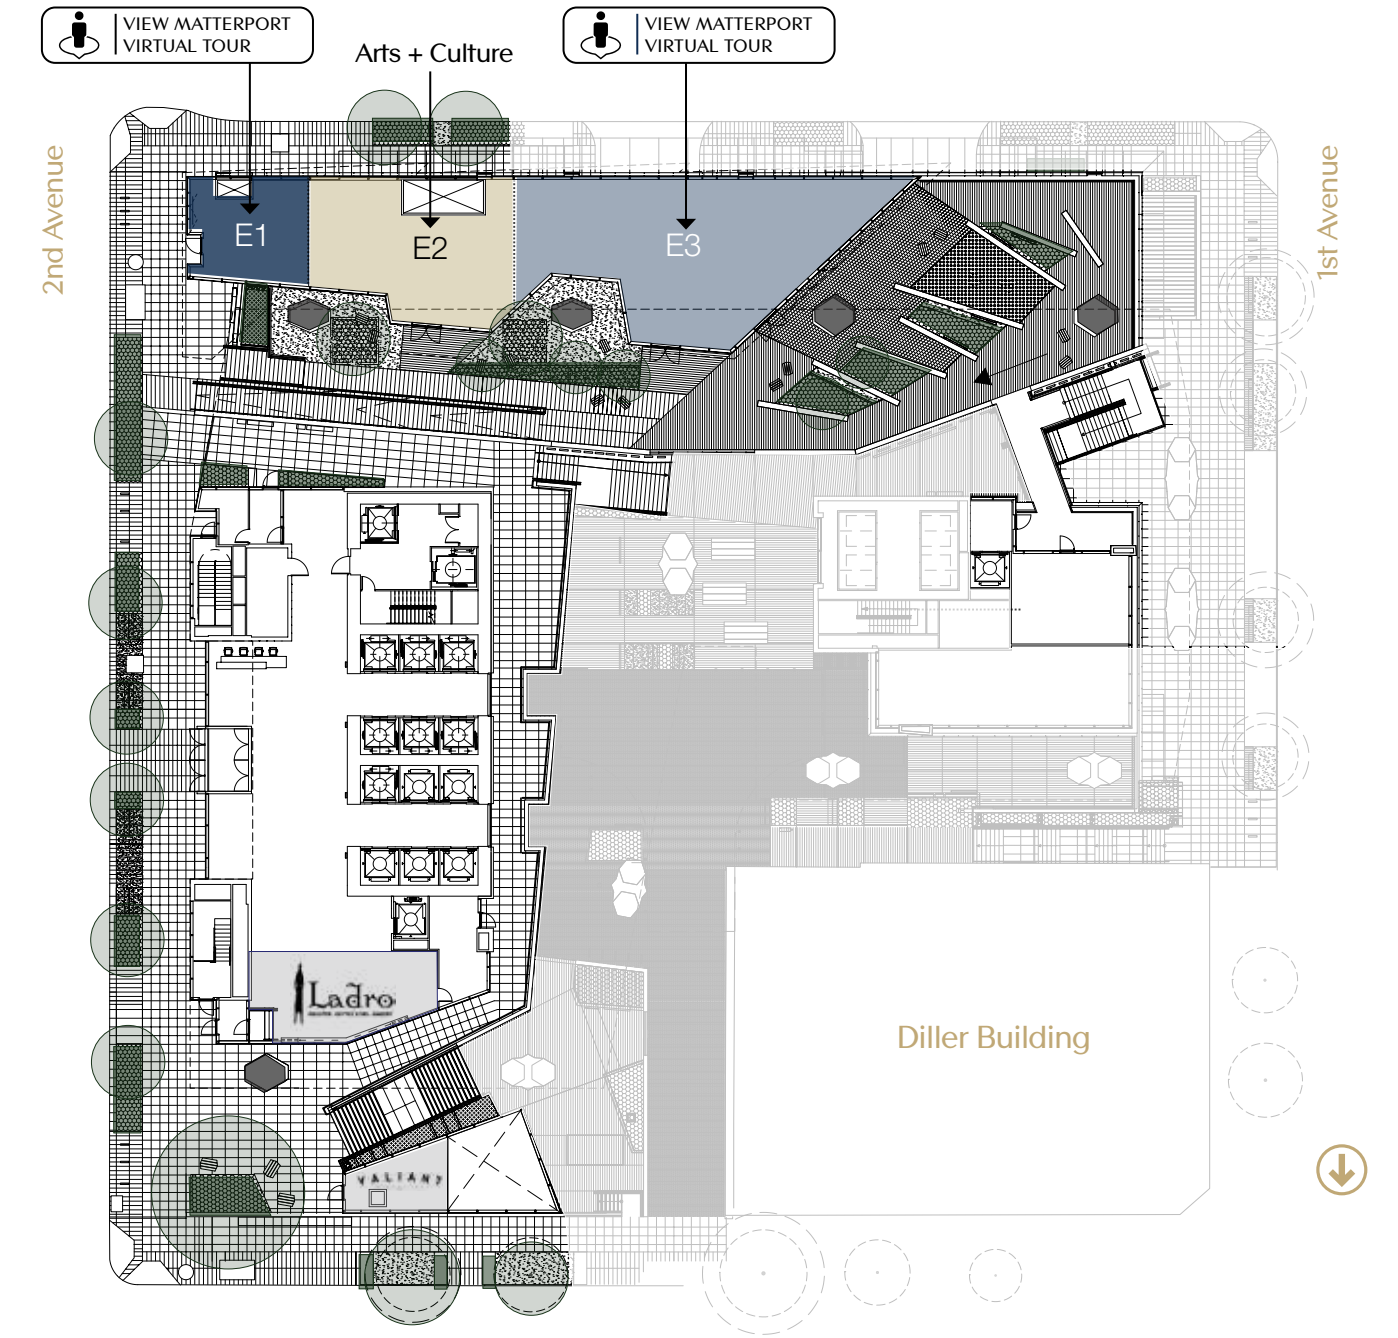 VIEW MATTERPORT
VIRTUAL TOUR
Arts + Culture
VIEW MATTERPORT
VIRTUAL TOUR
2nd Avenue
1st Avenue
E1
E2
E3
Ladro
Diller Building
VALIANT